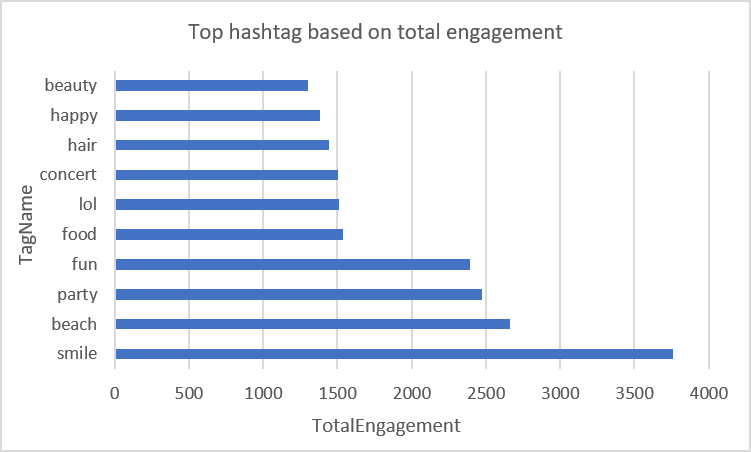 Top hashtag based on total engagement
TagName
beauty
happy
hair
concert
lol
food
fun
party
beach
smile
0 500 1000 1500 2000 2500 3000 3500 4000
TotalEngagement